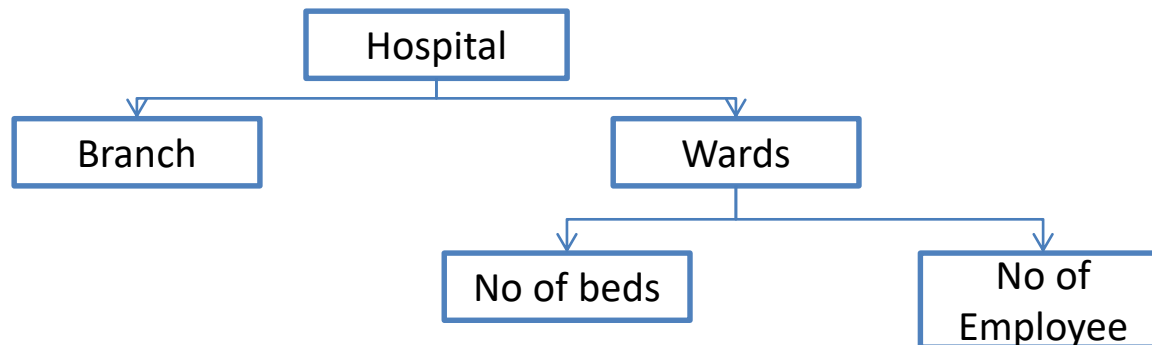 Hospital
Branch
Wards
No of beds
No of
Employee